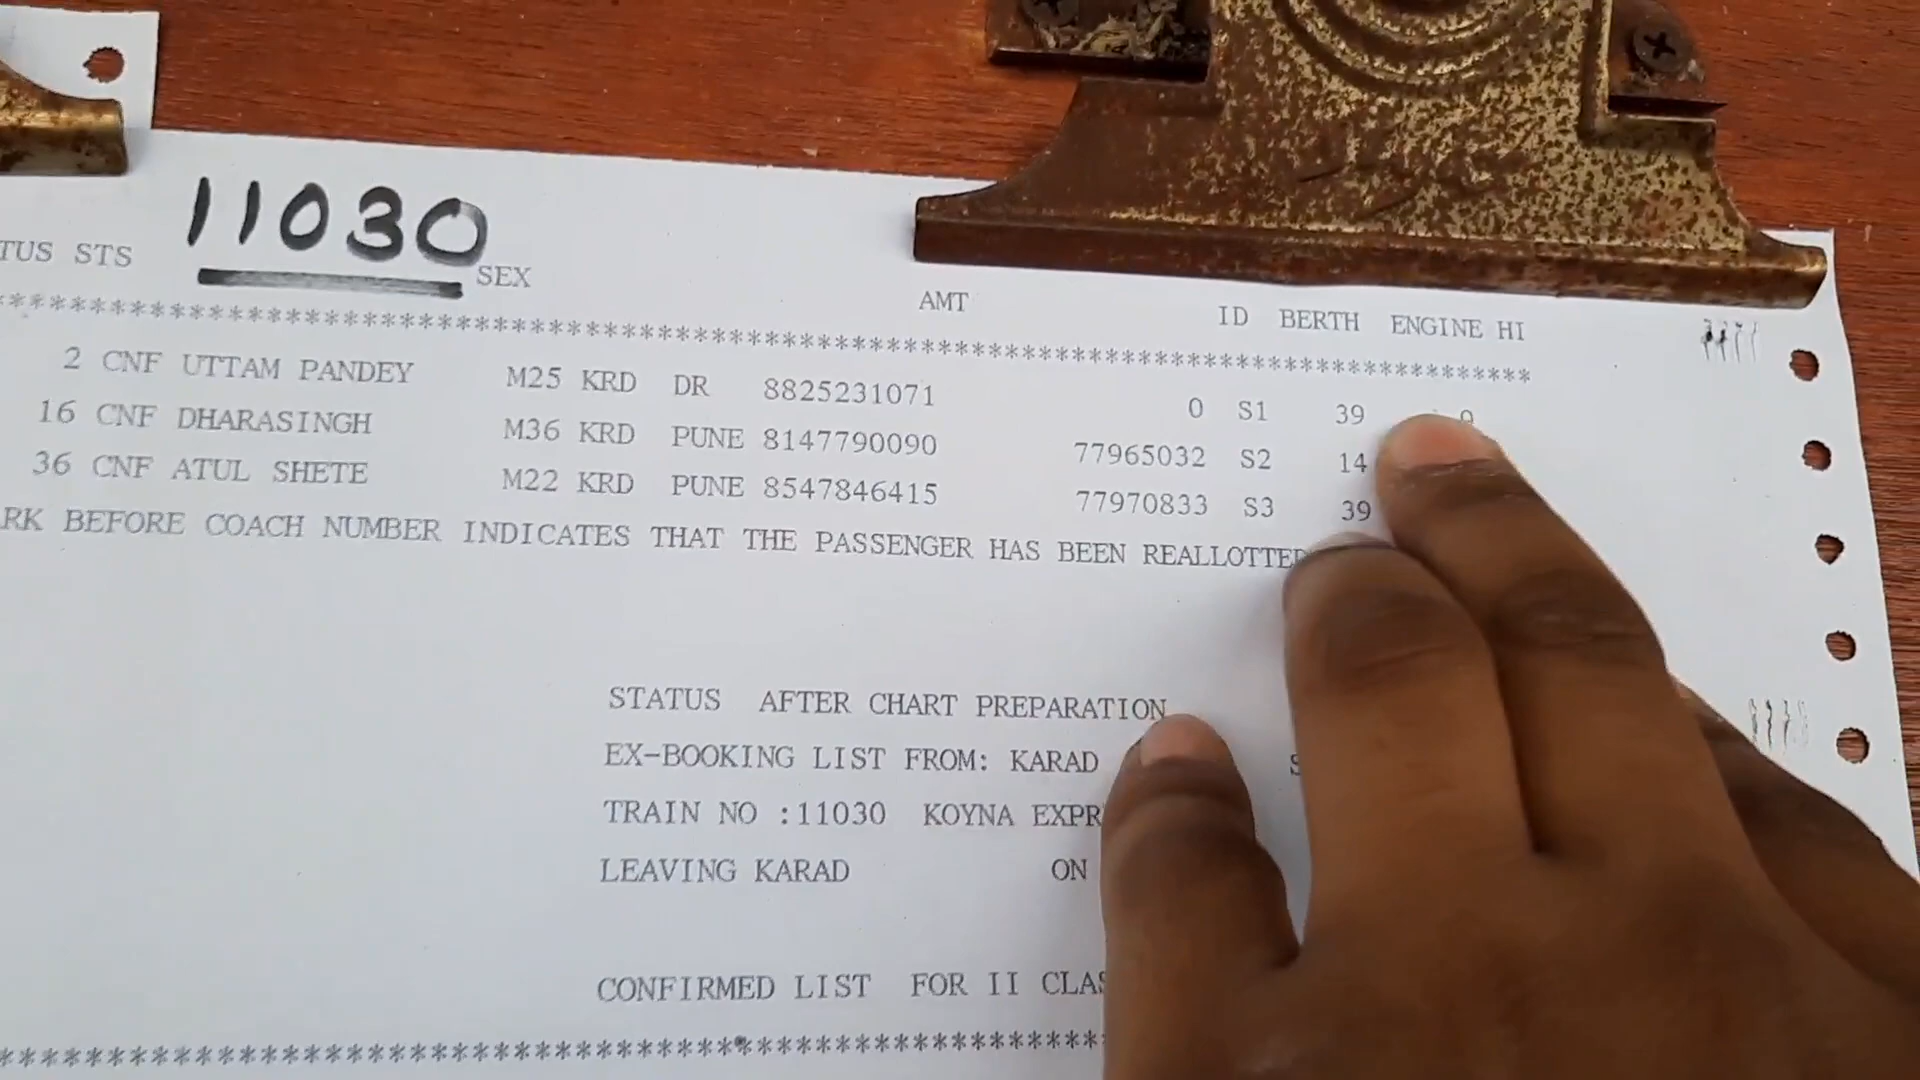 11030
TUS STS SEX AMT ID BERTH ENGINE HI
*******************************************************************************************
2 CNF UTTAM PANDEY M25 KRD DR 8825231071 0 S1 39
16 CNF DHARASINGH M36 KRD PUNE 8147790090 77965032 S2 14
36 CNF ATUL SHETE M22 KRD PUNE 8547846415 77970833 S3 39
RK BEFORE COACH NUMBER INDICATES THAT THE PASSENGER HAS BEEN REALLOTTED
STATUS AFTER CHART PREPARATION
EX-BOOKING LIST FROM: KARAD S
TRAIN NO :11030 KOYNA EXPR
LEAVING KARAD ON
CONFIRMED LIST FOR II CLAS
*******************************************************************